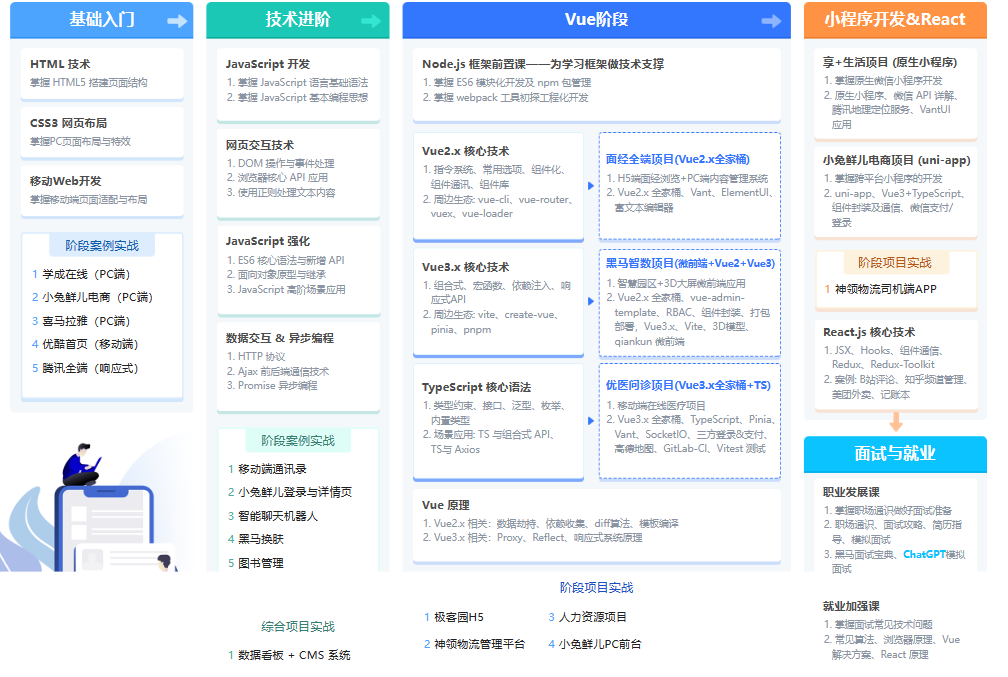 基础入门
HTML 技术
掌握 HTML5 搭建页面结构
CSS3 网页布局
掌握PC页面布局与特效
移动Web开发
掌握移动端页面适配与布局
阶段案例实战
1 学成在线（PC端）
2 小兔鲜儿电商（PC端）
3 喜马拉雅（PC端）
4 优酷首页（移动端）
5 腾讯全端（响应式）
技术进阶
JavaScript 开发
1. 掌握 JavaScript 语言基础语法
2. 掌握 JavaScript 基本编程思想
网页交互技术
1. DOM 操作与事件处理
2. 浏览器核心 API 应用
3. 使用正则处理文本内容
JavaScript 强化
1. ES6 核心语法与新增 API
2. 面向对象原型与继承
3. JavaScript 高阶场景应用
数据交互 & 异步编程
1. HTTP 协议
2. Ajax 前后端通信技术
3. Promise 异步编程
阶段案例实战
1 移动端通讯录
2 小兔鲜儿登录与详情页
3 智能聊天机器人
4 黑马换肤
5 图书管理
综合项目实战
1 数据看板 + CMS 系统
Vue阶段
Node.js 框架前置课——为学习框架做技术支撑
1. 掌握 ES6 模块化开发及 npm 包管理
2. 掌握 webpack 工具初探工程化开发
Vue2.x 核心技术
1. 指令系统、常用选项、组件化、
组件通讯、组件库
2. 周边生态: vue-cli、vue-router、
vuex、vue-loader
面经全端项目(Vue2.x全家桶)
1. H5端面经浏览+PC端内容管理系统
2. Vue2.x 全家桶、Vant、ElementUI、
富文本编辑器
Vue3.x 核心技术
1. 组合式、宏函数、依赖注入、响
应式API
2. 周边生态: vite、create-vue、
pinia、pnpm
黑马智数项目(微前端+Vue2+Vue3)
1. 智慧园区+3D大屏微前端应用
2. Vue2.x 全家桶、vue-admin-
template、RBAC、组件封装、打包
部署，Vue3.x、Vite、3D模型、
qiankun 微前端
TypeScript 核心语法
1. 类型约束、接口、泛型、枚举、
内置类型
2. 场景应用: TS 与组合式 API、
TS与 Axios
优医问诊项目(Vue3.x全家桶+TS)
1. 移动端在线医疗项目
2. Vue3.x 全家桶、TypeScript、Pinia、
Vant、SocketIO、三方登录&支付、
高德地图、GitLab-CI、Vitest 测试
Vue 原理
1. Vue2.x 相关：数据劫持、依赖收集、diff算法、模板编译
2. Vue3.x 相关：Proxy、Reflect、响应式系统原理
阶段项目实战
1 极客园H5
3 人力资源项目
2 神领物流管理平台
4 小兔鲜儿PC前台
小程序开发&React
享+生活项目 (原生小程序)
1. 掌握原生微信小程序开发
2. 原生小程序、微信 API 详解、
腾讯地理定位服务、VantUI
应用
小兔鲜儿电商项目 (uni-app)
1. 掌握跨平台小程序的开发
2. uni-app、Vue3+TypeScript、
组件封装及通信、微信支付/
登录
阶段项目实战
1 神领物流司机端APP
React.js 核心技术
1. JSX、Hooks、组件通信、
Redux、Redux-Toolkit
2. 案例: B站评论、知乎频道管理、
美团外卖、记账本
面试与就业
职业发展课
1. 掌握职场通识做好面试准备
2. 职场通识、面试攻略、简历指
导、模拟面试
3. 黑马面试宝典、ChatGPT模拟
面试
就业加强课
1. 掌握面试常见技术问题
2. 常见算法、浏览器原理、Vue
解决方案、React 原理